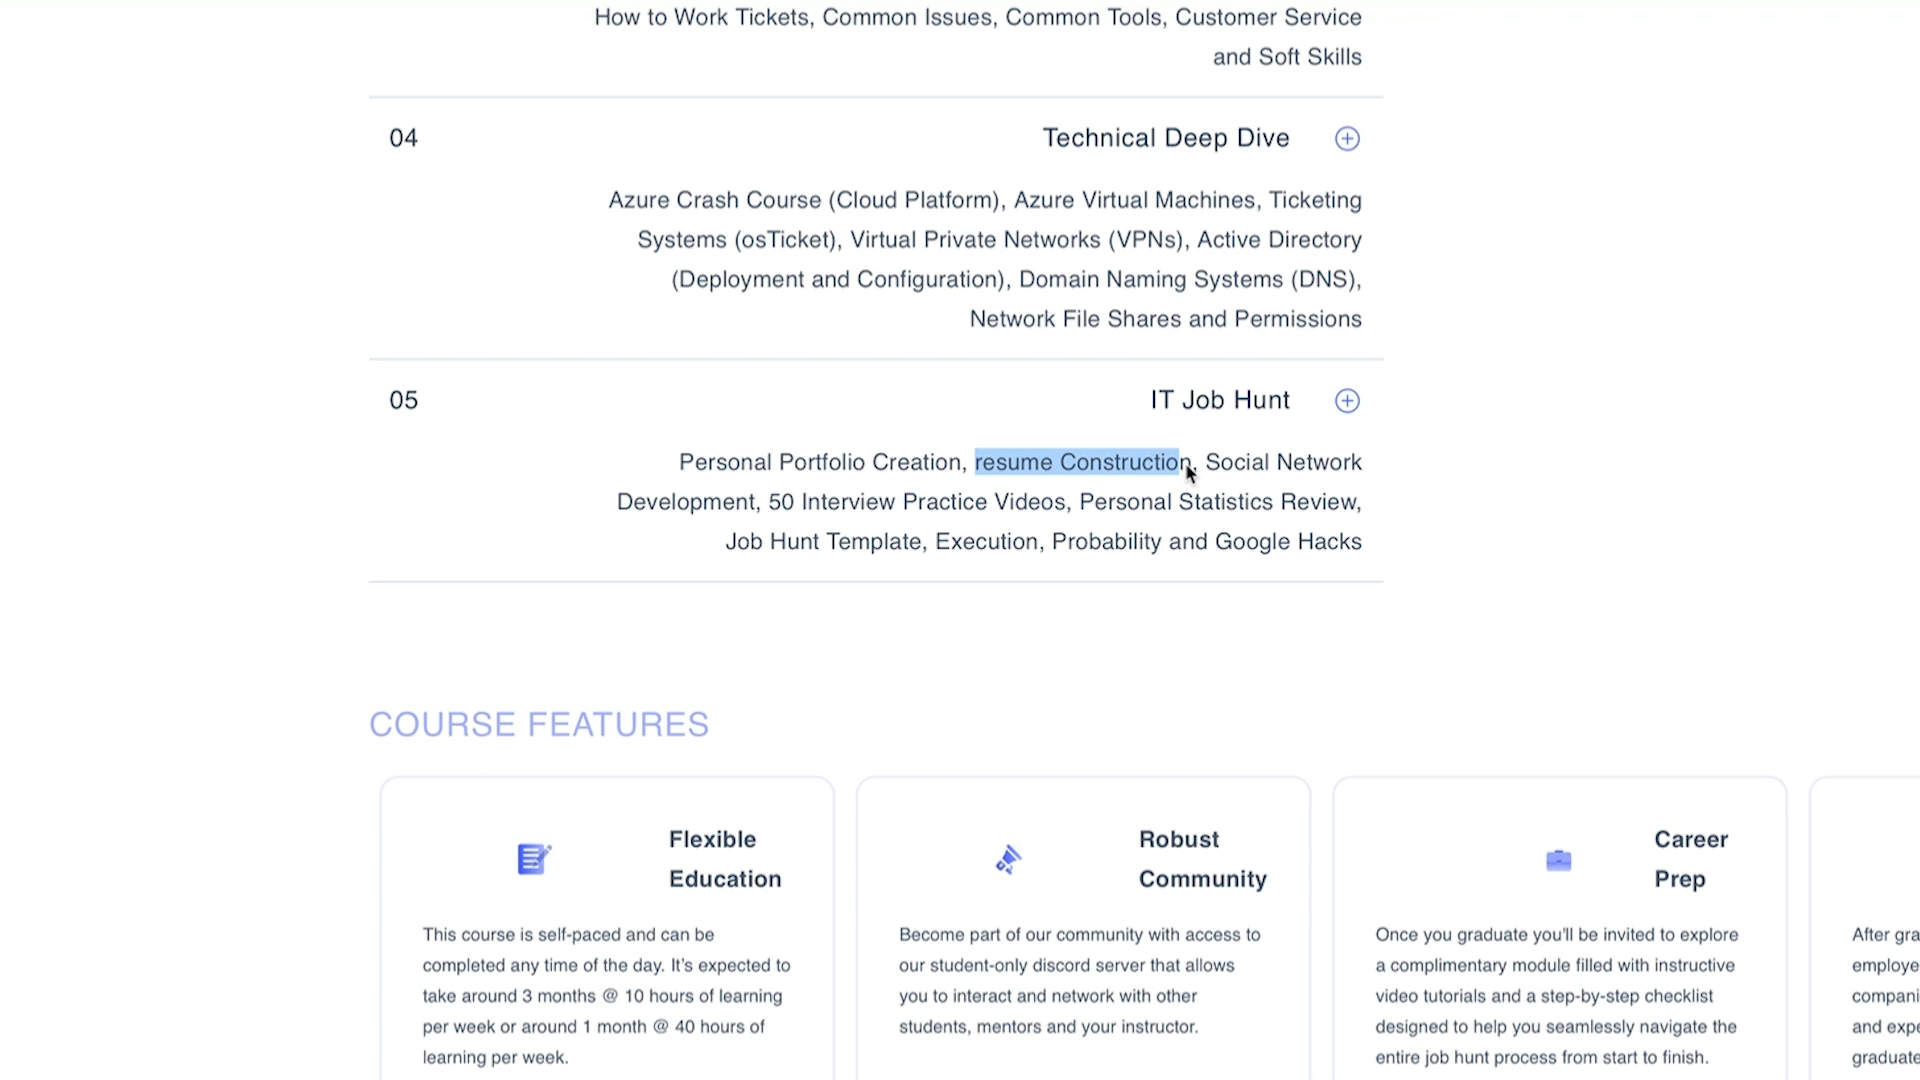 How to Work Tickets, Common Issues, Common Tools, Customer Service
and Soft Skills
04
Technical Deep Dive
Azure Crash Course (Cloud Platform), Azure Virtual Machines, Ticketing
Systems (osTicket), Virtual Private Networks (VPNs), Active Directory
(Deployment and Configuration), Domain Naming Systems (DNS),
Network File Shares and Permissions
05
IT Job Hunt
Personal Portfolio Creation, resume Construction, Social Network
Development, 50 Interview Practice Videos, Personal Statistics Review,
Job Hunt Template, Execution, Probability and Google Hacks
COURSE FEATURES
Flexible
Education
This course is self-paced and can be
completed any time of the day. It's expected to
take around 3 months @ 10 hours of learning
per week or around 1 month @ 40 hours of
learning per week.
Robust
Community
Become part of our community with access to
our student-only discord server that allows
you to interact and network with other
students, mentors and your instructor.
Career
Prep
Once you graduate you'll be invited to explore
a complimentary module filled with instructive
video tutorials and a step-by-step checklist
designed to help you seamlessly navigate the
entire job hunt process from start to finish.
After gra
employe
compani
and expe
graduate